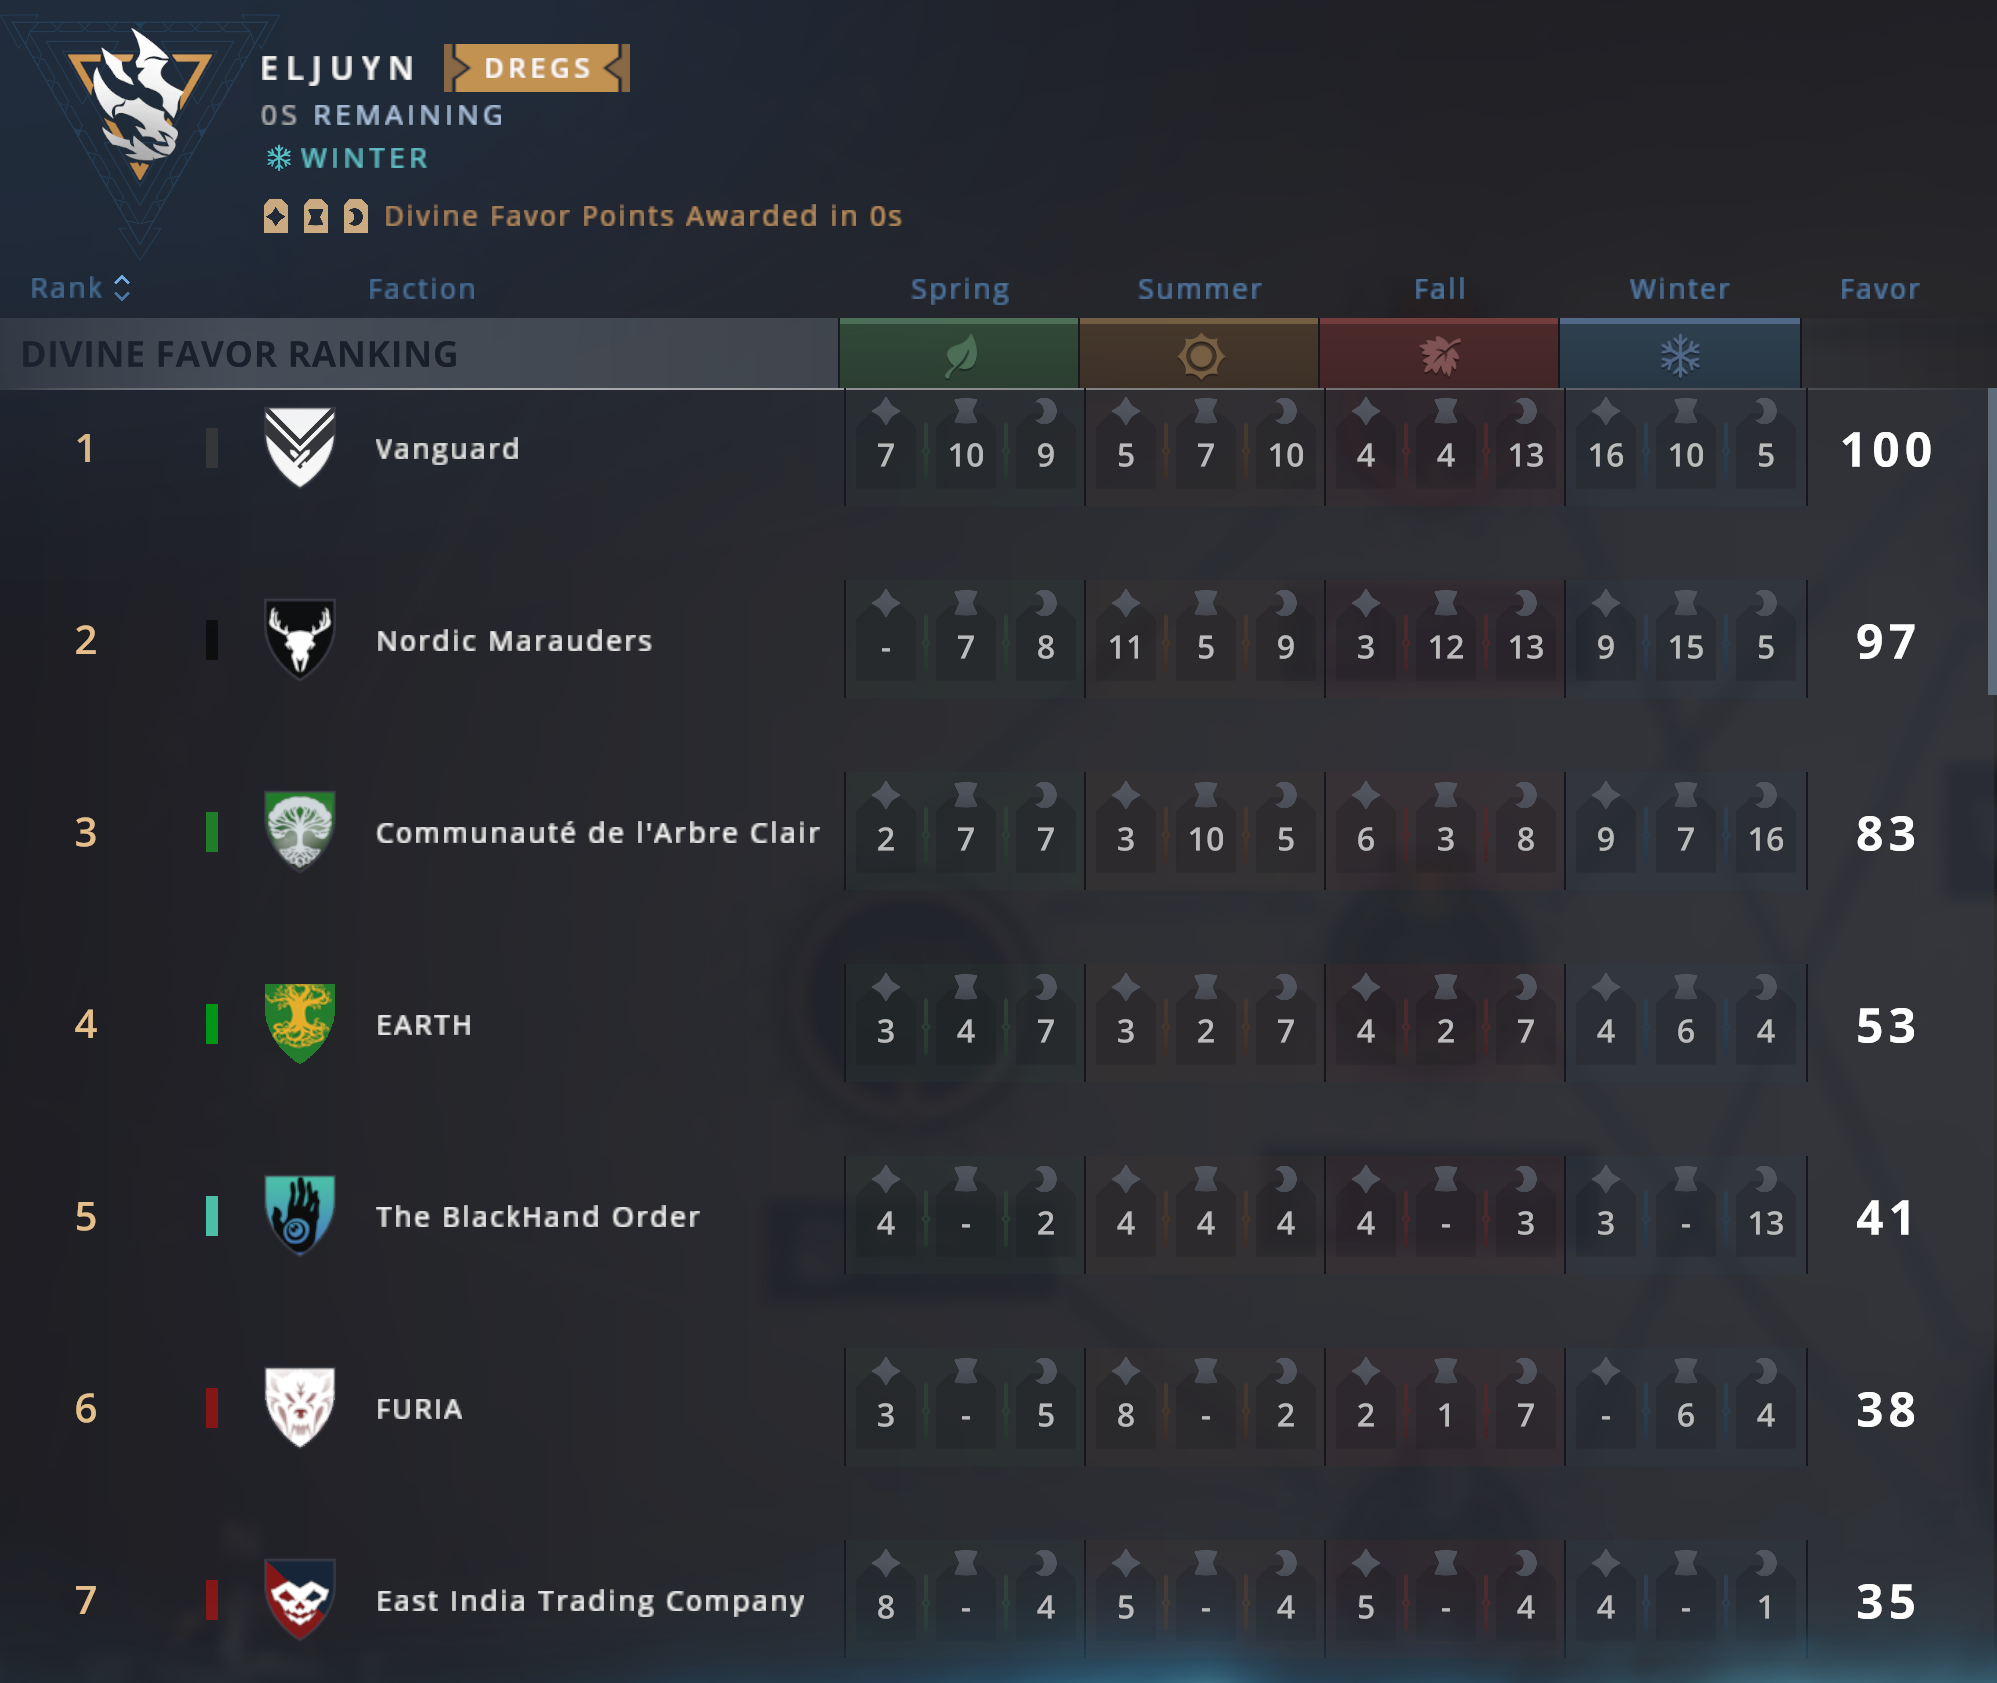 ELJUYN DREGS
0S REMAINING
WINTER
Divine Favor Points Awarded in 0s
Rank Faction Spring Summer Fall Winter Favor
DIVINE FAVOR RANKING
1 Vanguard 7 10 9 5 7 10 4 4 13 16 10 5 100
2 Nordic Marauders - 7 8 11 5 9 3 12 13 9 15 5 97
3 Communauté de l'Arbre Clair 2 7 7 3 10 5 6 3 8 9 7 16 83
4 EARTH 3 4 7 3 2 7 4 2 7 4 6 4 53
5 The BlackHand Order 4 - 2 4 4 4 4 - 3 3 - 13 41
6 FURIA 3 - 5 8 - 2 2 1 7 - 6 4 38
7 East India Trading Company 8 - 4 5 - 4 5 - 4 4 - 1 35